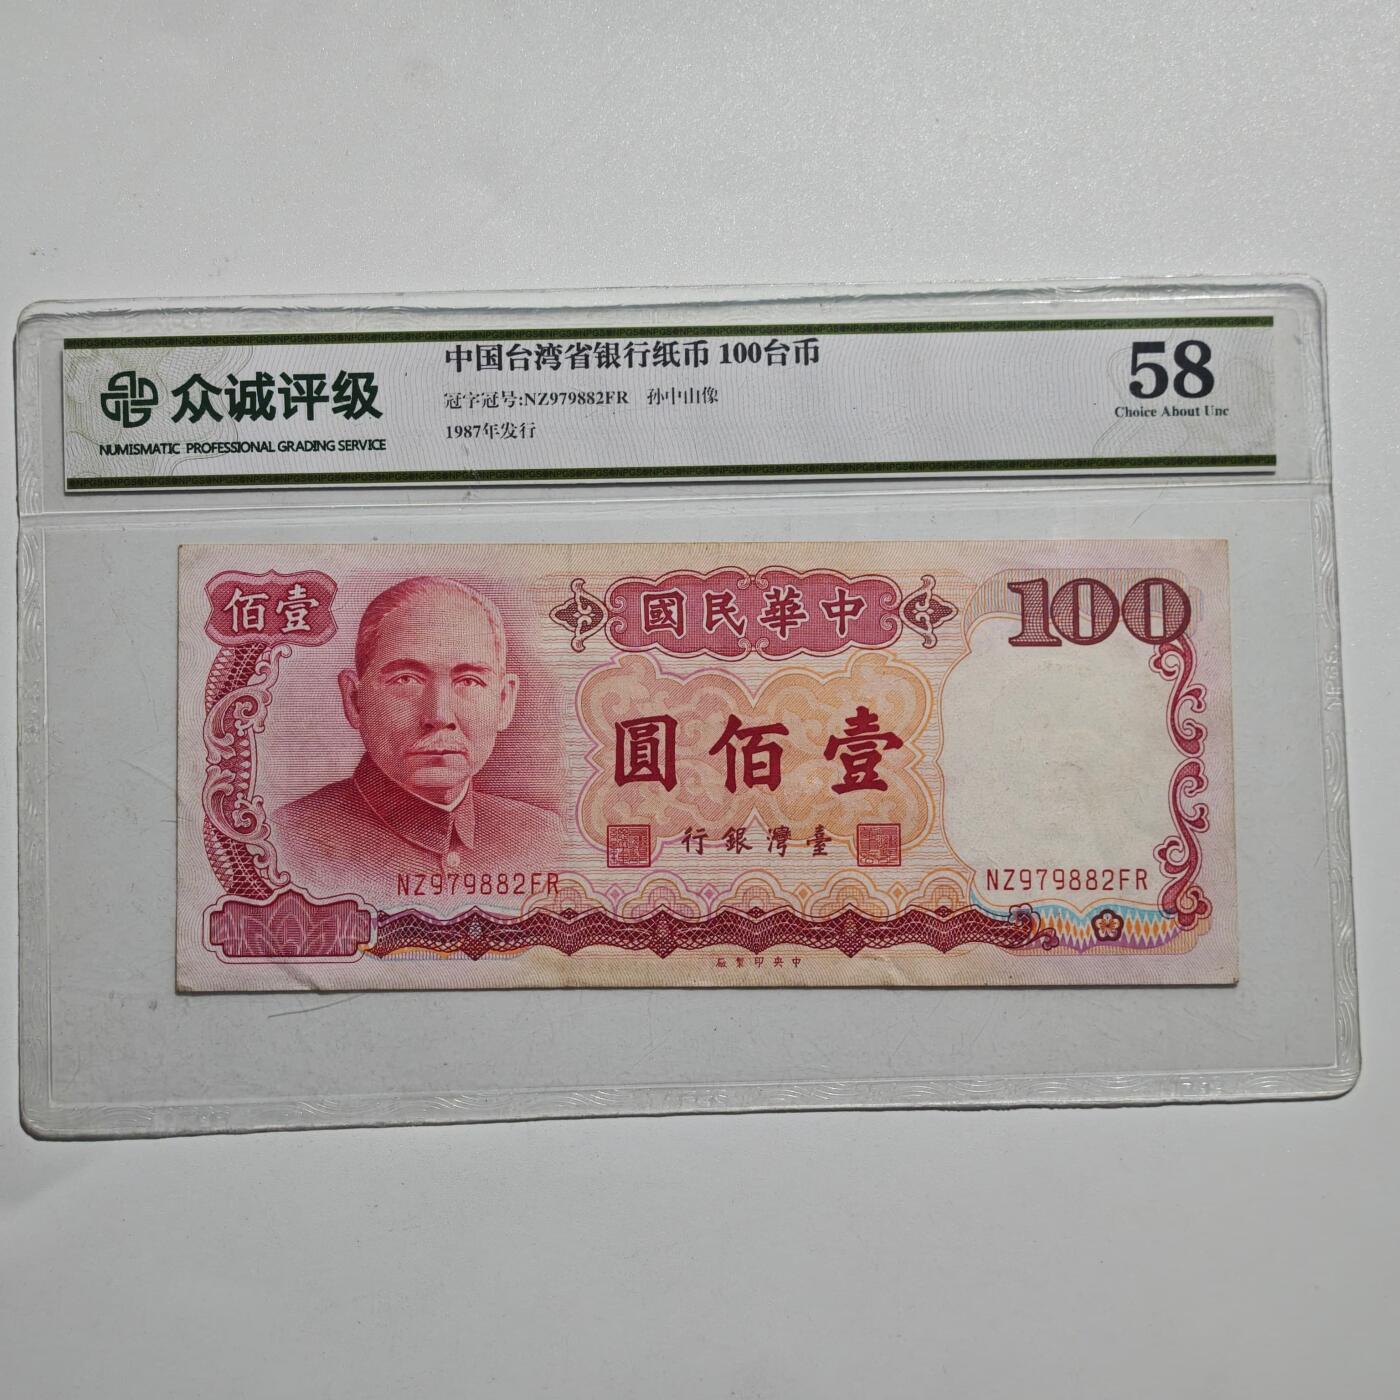 众诚评级
NUMISMATIC PROFESSIONAL GRADING SERVICE
中国台湾省银行纸币 100台币
冠字冠号:NZ979882FR 孙中山像
1987年发行
58
Choice About Unc
佰壹
國民華中
100
圓佰壹
行銀灣臺
NZ979882FR
NZ979882FR
廠製印央中